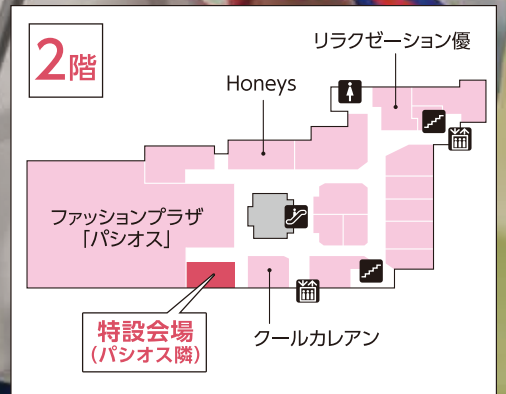 2階
リラクゼーション優
Honeys
ファッションプラザ
「パシオス」
特設会場
（パシオス隣）
クールカレアン